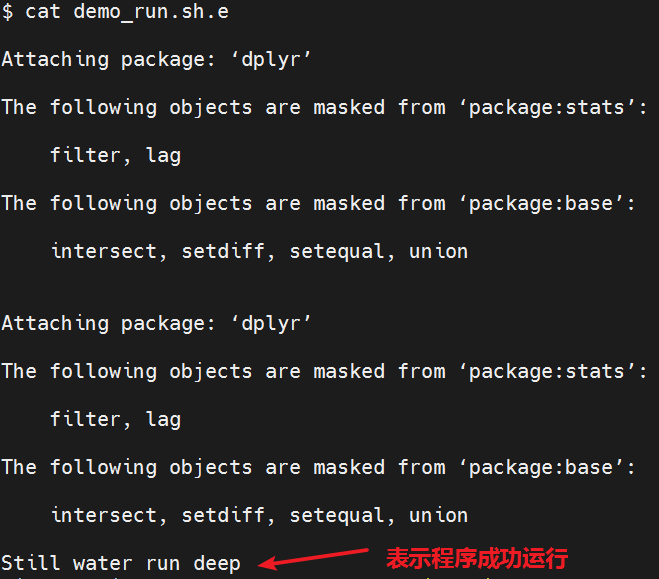 $ cat demo_run.sh.e
Attaching package: ‘dplyr’
The following objects are masked from ‘package:stats’:
filter, lag
The following objects are masked from ‘package:base’:
intersect, setdiff, setequal, union
Attaching package: ‘dplyr’
The following objects are masked from ‘package:stats’:
filter, lag
The following objects are masked from ‘package:base’:
intersect, setdiff, setequal, union
Still water run deep 表示程序成功运行